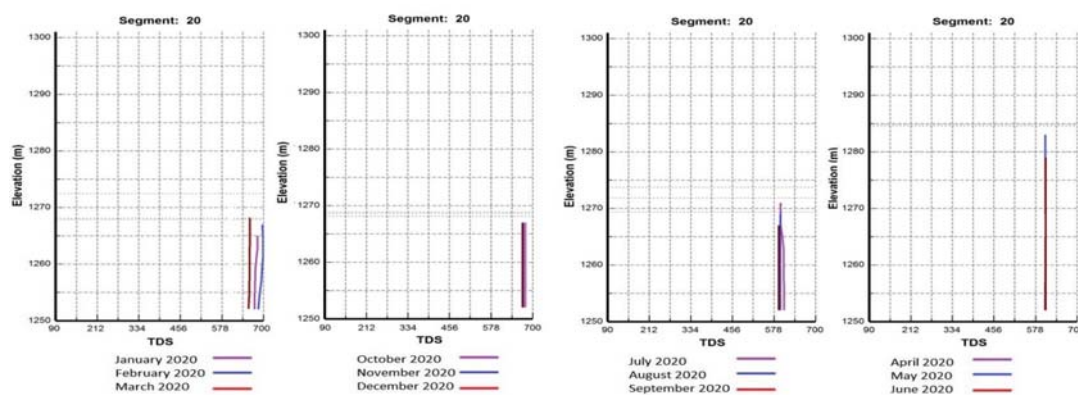 Segment: 20
1300
1290
1280
1270
1260
1250
Elevation (m)
90 212 334 456 578 700
TDS
January 2020
February 2020
March 2020
Segment: 20
1300
1290
1280
1270
1260
1250
Elevation (m)
90 212 334 456 578 700
TDS
October 2020
November 2020
December 2020
Segment: 20
1300
1290
1280
1270
1260
1250
Elevation (m)
90 212 334 456 578 700
TDS
July 2020
August 2020
September 2020
Segment: 20
1300
1290
1280
1270
1260
1250
Elevation (m)
90 212 334 456 578 700
TDS
April 2020
May 2020
June 2020